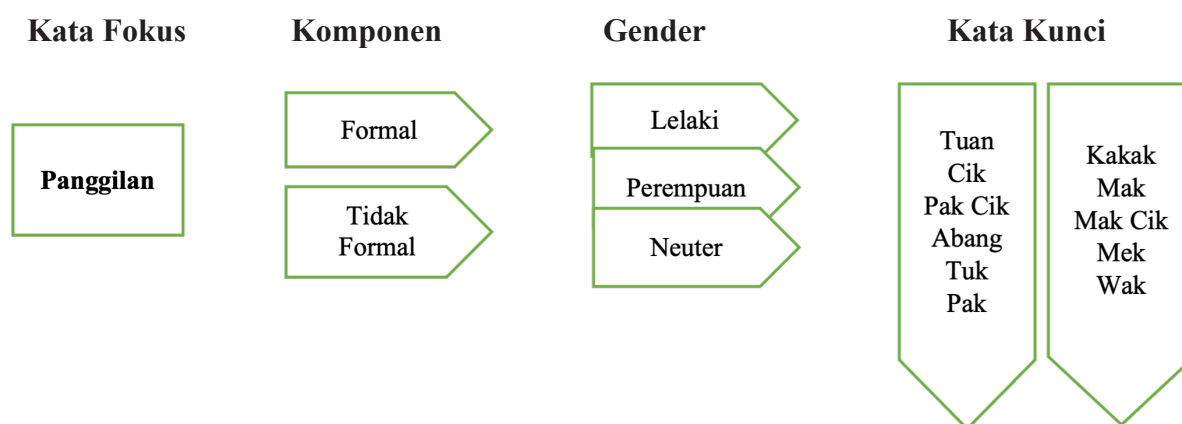 Kata Fokus
Komponen
Gender
Kata Kunci
Panggilan
Formal
Tidak
Formal
Lelaki
Perempuan
Neuter
Tuan
Cik
Pak Cik
Abang
Tuk
Pak
Kakak
Mak
Mak Cik
Mek
Wak